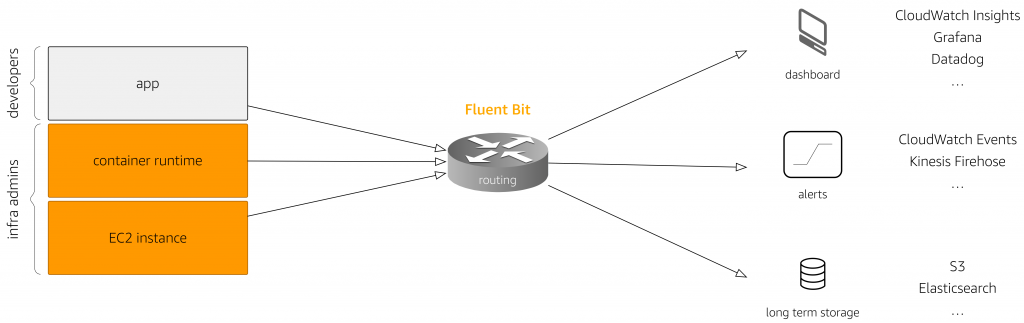 developers
app
infra admins
container runtime
EC2 instance
Fluent Bit
routing
dashboard
CloudWatch Insights
Grafana
Datadog
...
alerts
CloudWatch Events
Kinesis Firehose
...
long term storage
S3
Elasticsearch
...